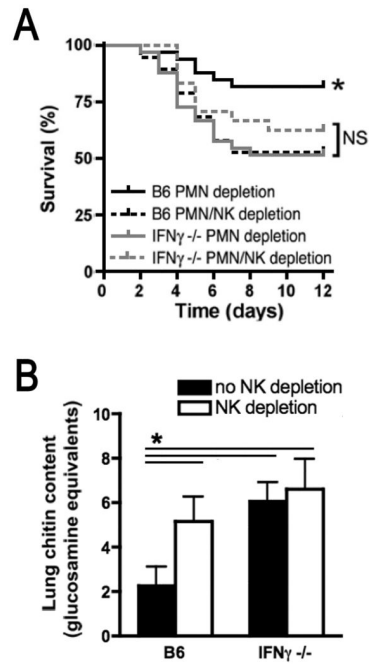 A
100
75
50
25
0
Survival (%)
*
NS
B6 PMN depletion
B6 PMN/NK depletion
IFNγ -/- PMN depletion
IFNγ -/- PMN/NK depletion
0 2 4 6 8 10 12
Time (days)
B
no NK depletion
NK depletion
10
8
6
4
2
0
Lung chitin content
(glucosamine equivalents)
*
B6 IFNγ -/-